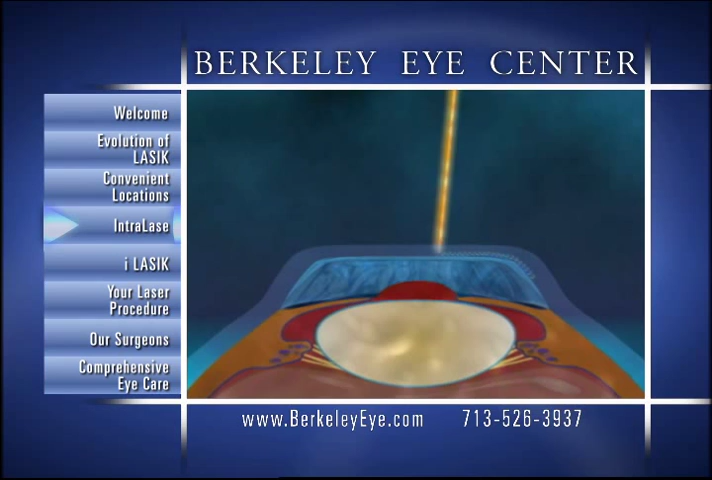 BERKELEY EYE CENTER
Welcome
Evolution of
LASIK
Convenient
Locations
IntraLase
i LASIK
Your Laser
Procedure
Our Surgeons
Comprehensive
Eye Care
www.BerkeleyEye.com 713-526-3937